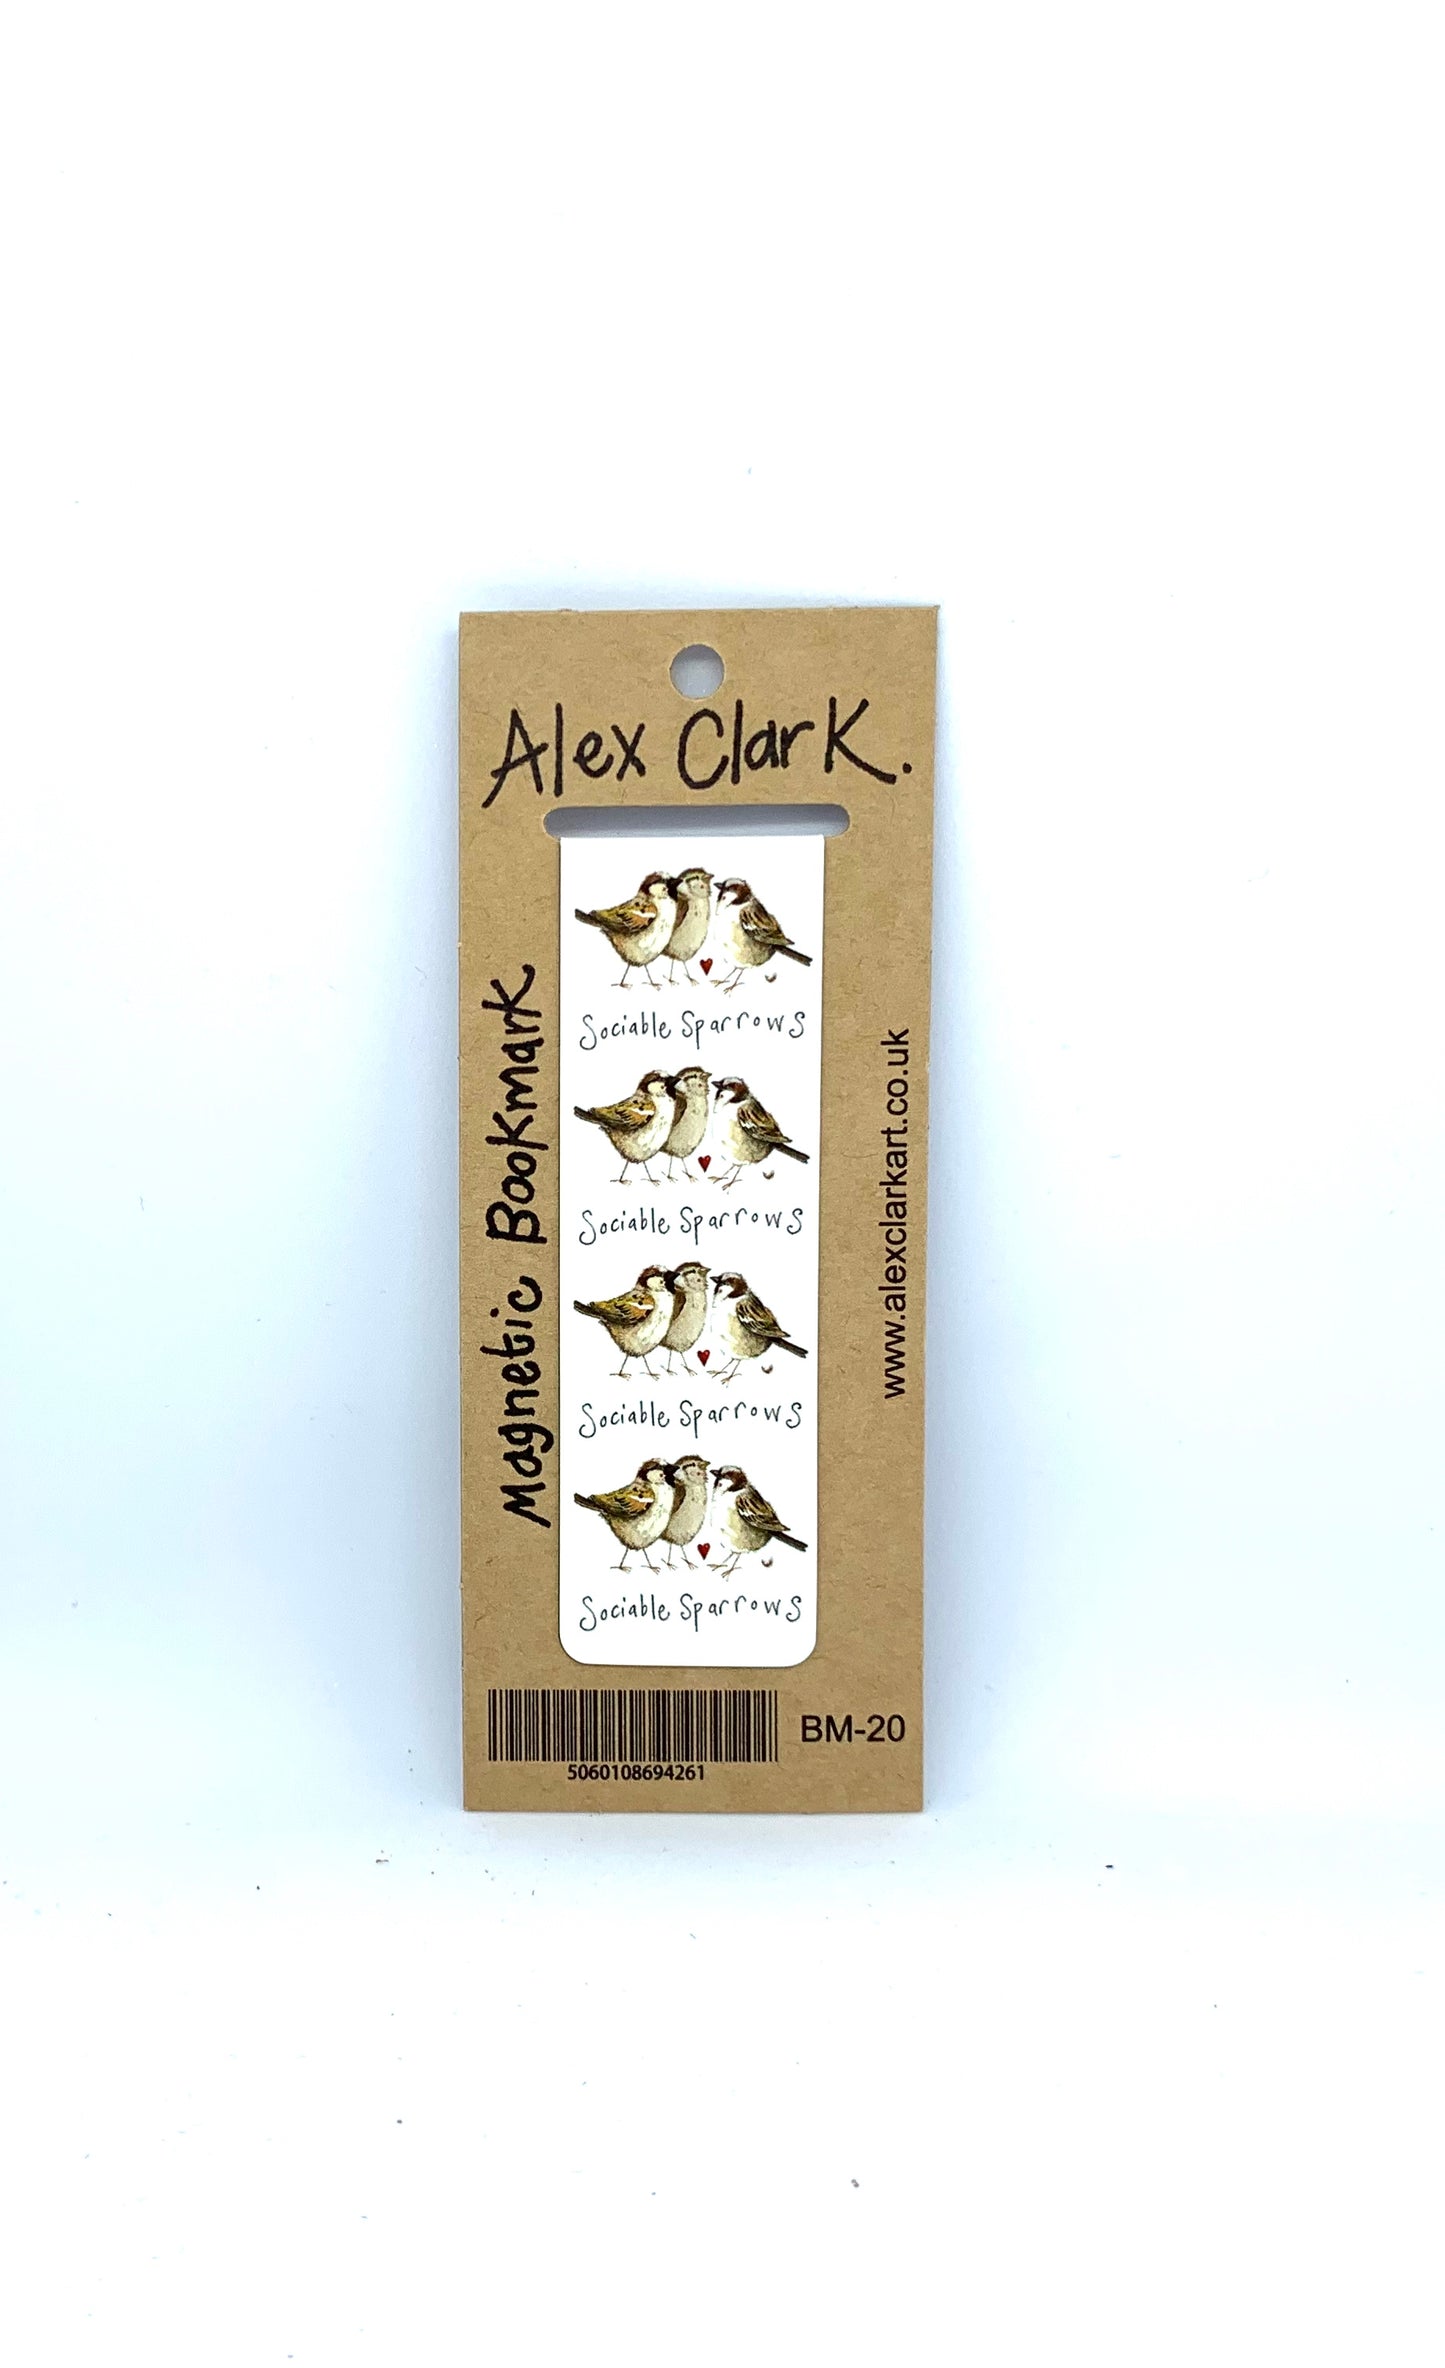 Alex Clark.
Magnetic Bookmark
Sociable Sparrows
Sociable Sparrows
Sociable Sparrows
Sociable Sparrows
www.alexclarkart.co.uk
BM-20
5060108694261